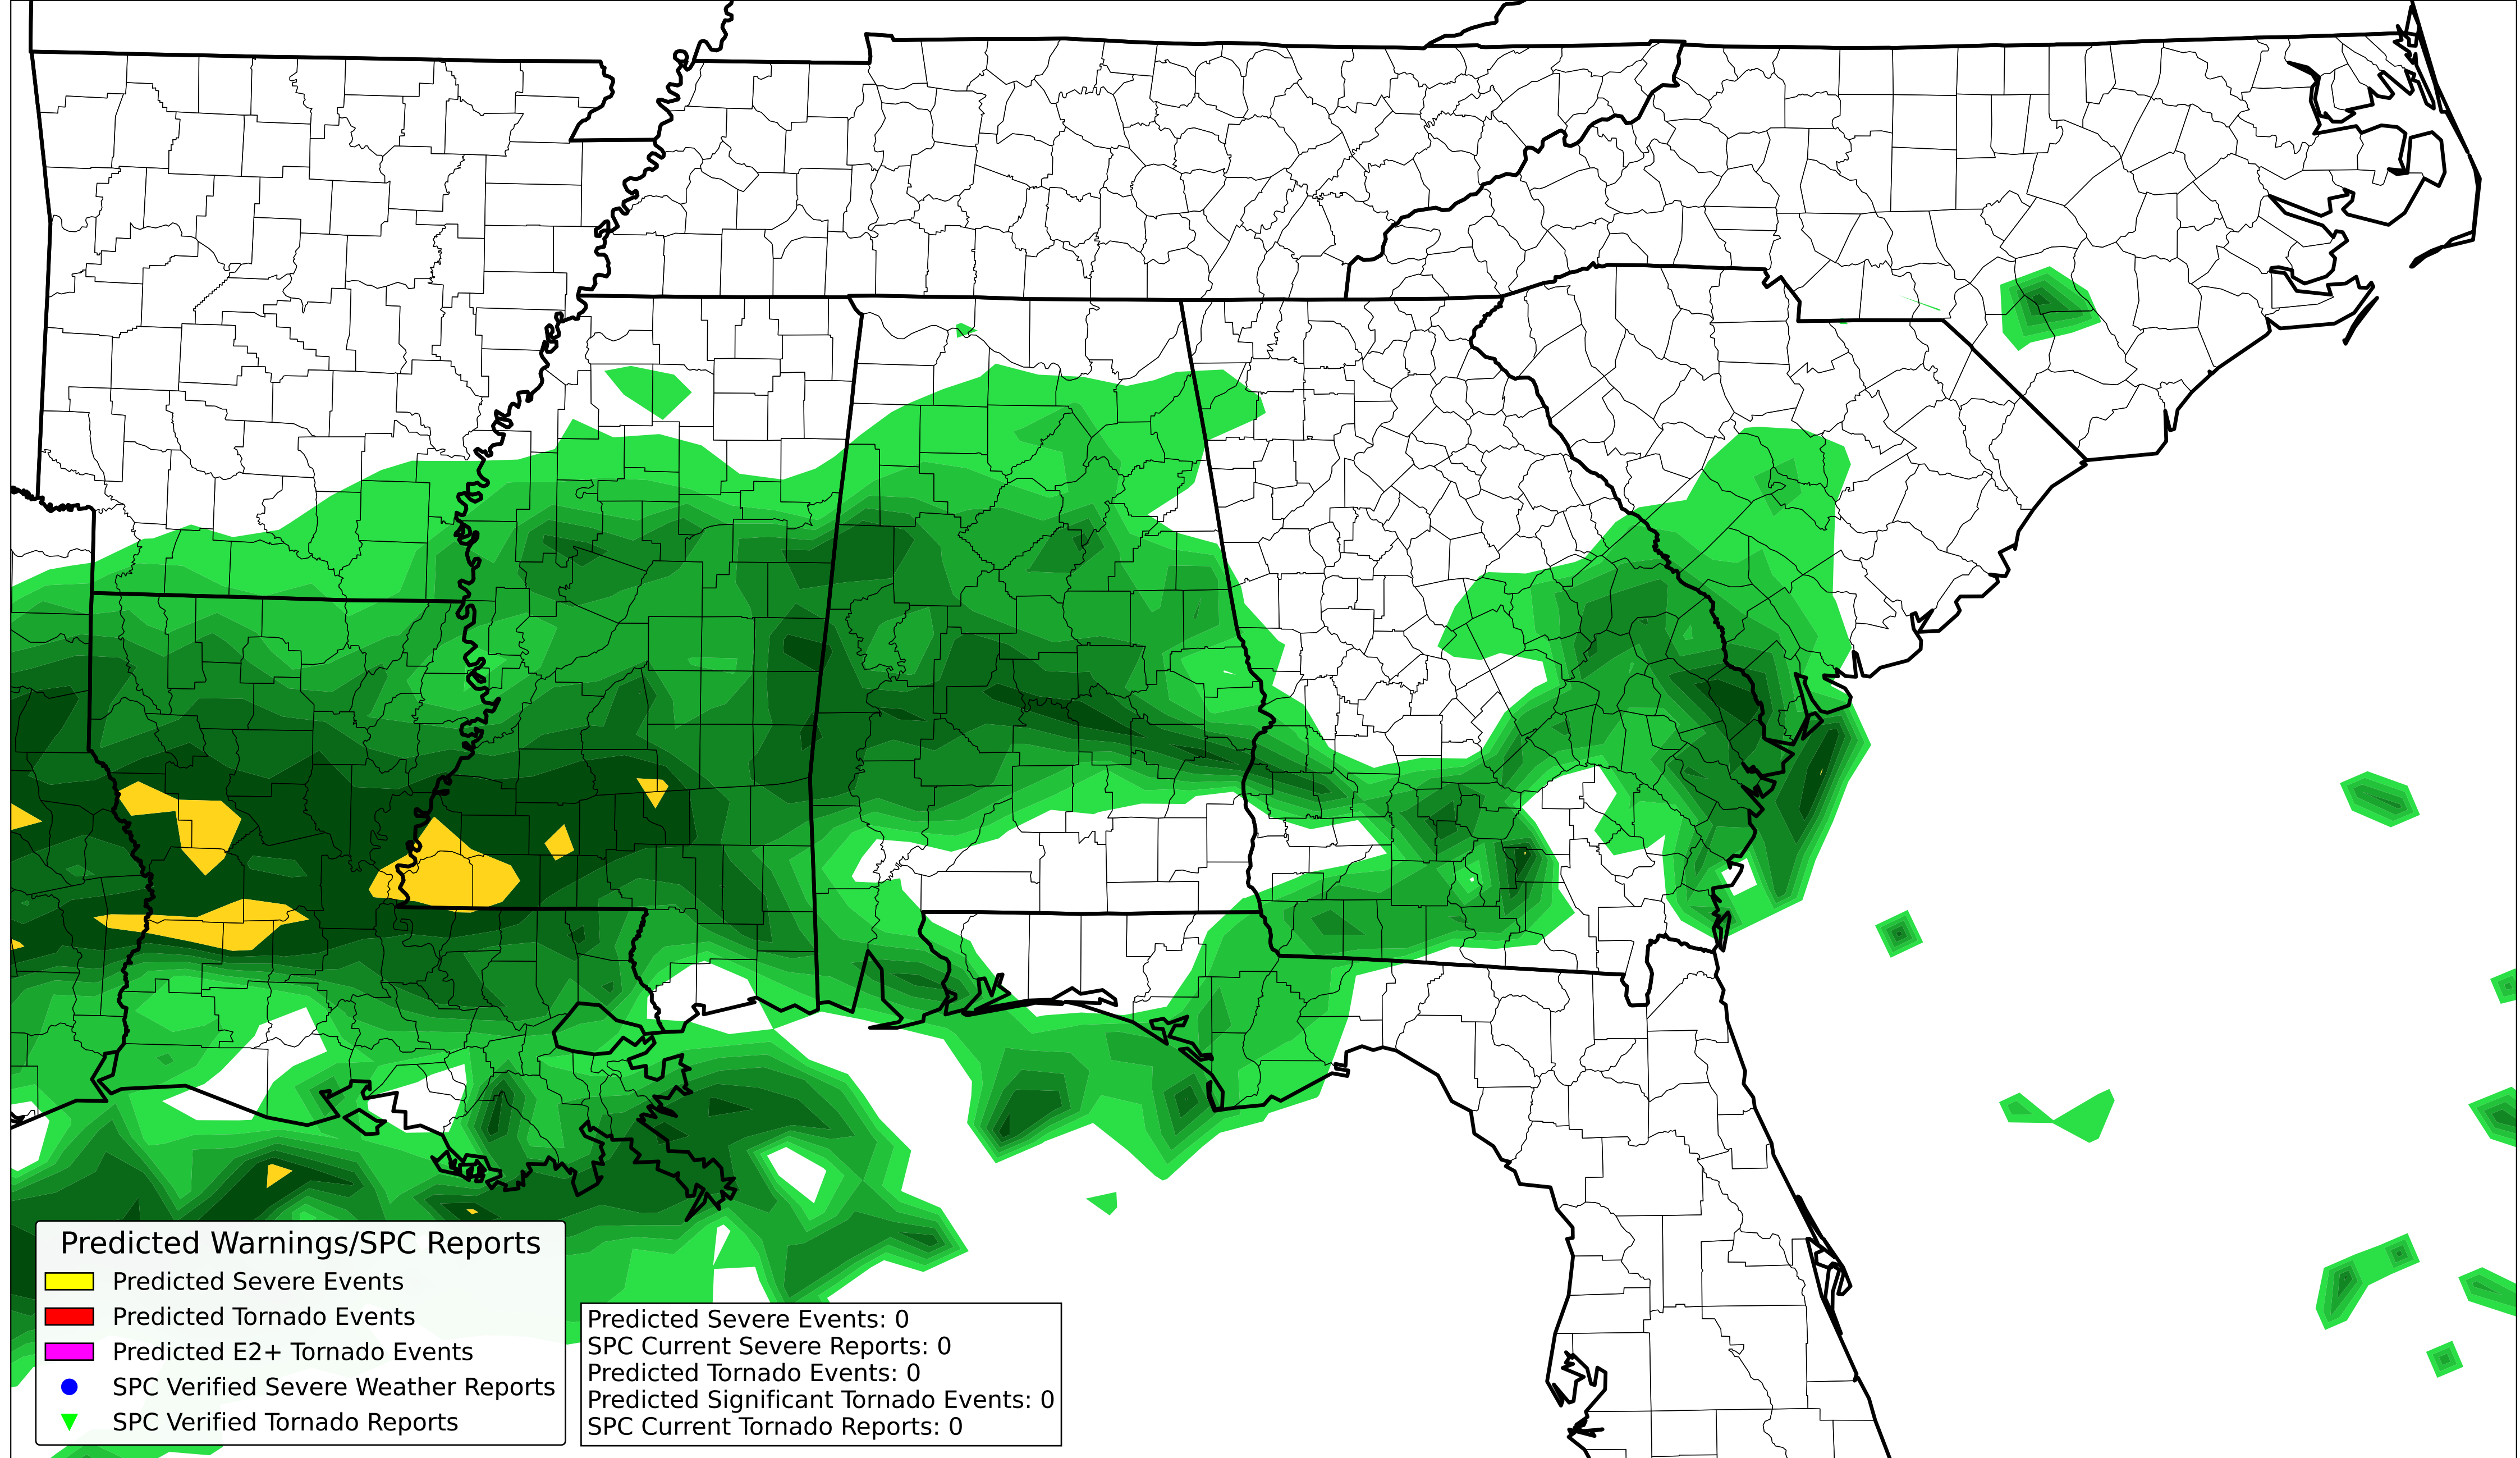 Predicted Warnings/SPC Reports
Predicted Severe Events
Predicted Tornado Events
Predicted E2+ Tornado Events
SPC Verified Severe Weather Reports
SPC Verified Tornado Reports
Predicted Severe Events: 0
SPC Current Severe Reports: 0
Predicted Tornado Events: 0
Predicted Significant Tornado Events: 0
SPC Current Tornado Reports: 0